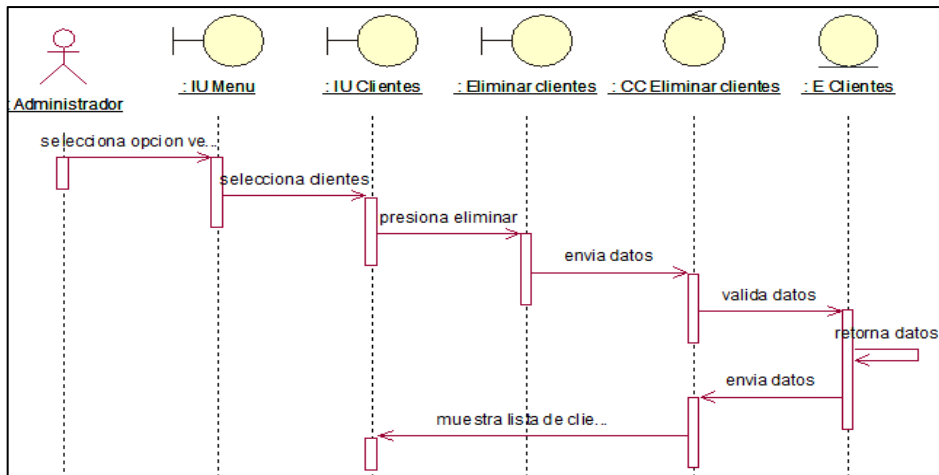 : IU Menu
: IU Clientes
: Eliminar clientes
: CC Eliminar clientes
: E Clientes
: Administrador
selecciona opcion ve...
selecciona clientes
presiona eliminar
envia datos
valida datos
retorna datos
envia datos
muestra lista de clie...